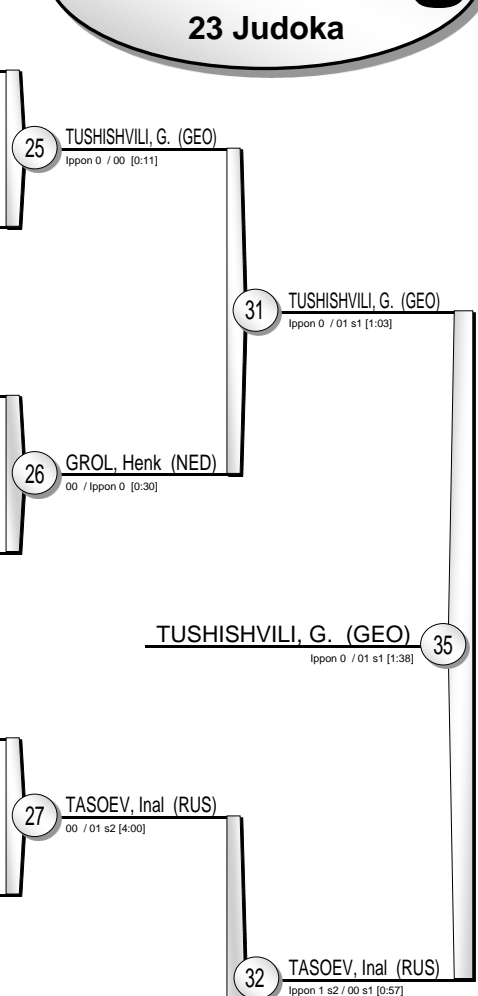 23 Judoka
25
TUSHISHVILI, G. (GEO)
Ippon 0 / 00 [0:11]
31
TUSHISHVILI, G. (GEO)
Ippon 0 / 01 s1 [1:03]
26
GROL, Henk (NED)
00 / Ippon 0 [0:30]
TUSHISHVILI, G. (GEO)
35
Ippon 0 / 01 s1 [1:38]
27
TASOEV, Inal (RUS)
00 / 01 s2 [4:00]
32
TASOEV, Inal (RUS)
Ippon 1 s2 / 00 s1 [0:57]